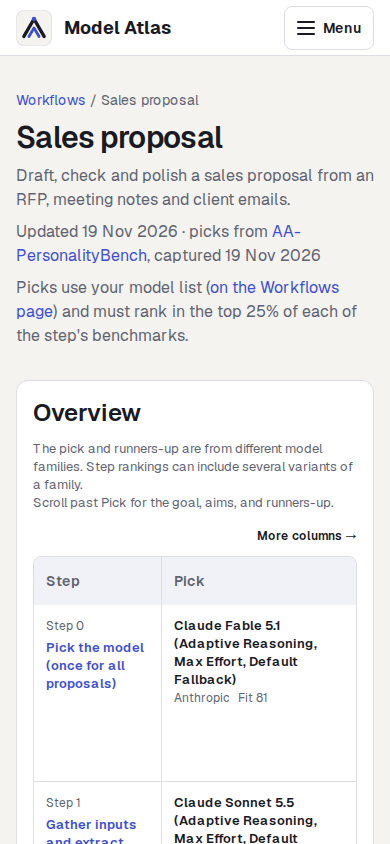 Model Atlas
Menu
Workflows / Sales proposal
Sales proposal
Draft, check and polish a sales proposal from an
RFP, meeting notes and client emails.
Updated 19 Nov 2026 · picks from AA-
PersonalityBench, captured 19 Nov 2026
Picks use your model list (on the Workflows
page) and must rank in the top 25% of each of
the step's benchmarks.
Overview
The pick and runners-up are from different model
families. Step rankings can include several variants of
a family.
Scroll past Pick for the goal, aims, and runners-up.
More columns →
Step
Pick
Step 0
Pick the model
(once for all
proposals)
Claude Fable 5.1
(Adaptive Reasoning,
Max Effort, Default
Fallback)
Anthropic Fit 81
Step 1
Gather inputs
and extract
Claude Sonnet 5.5
(Adaptive Reasoning,
Max Effort, Default